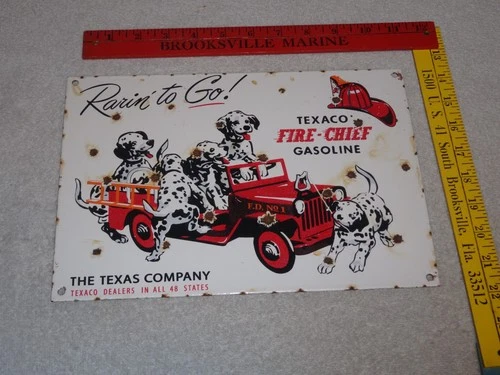 BROOKSVILLE MARINE
Rarin' to Go!
TEXACO
FIRE-CHIEF
GASOLINE
F.D. NO 1
THE TEXAS COMPANY
TEXACO DEALERS IN ALL 48 STATES
1500 U. S. 41 South Brooksville, Fla. 33512